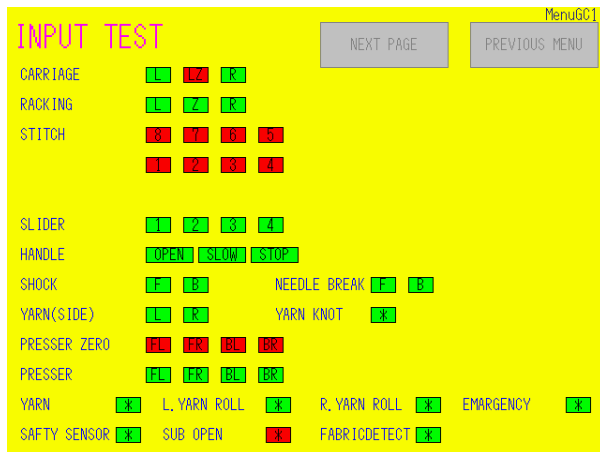 MenuGC1
INPUT TEST NEXT PAGE PREVIOUS MENU
CARRIAGE L LZ R
RACKING L Z R
STITCH 8 7 6 5
1 2 3 4
SLIDER 1 2 3 4
HANDLE OPEN SLOW STOP
SHOCK F B NEEDLE BREAK F B
YARN(SIDE) L R YARN KNOT *
PRESSER ZERO FL FR BL BR
PRESSER FL FR BL BR
YARN * L.YARN ROLL * R.YARN ROLL * EMARGENCY *
SAFTY SENSOR * SUB OPEN * FABRICDETECT *